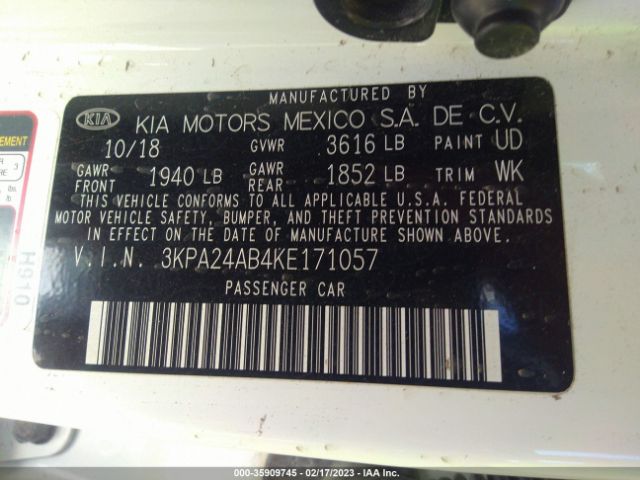 MANUFACTURED BY
KIA KIA MOTORS MEXICO S.A. DE C.V.
10/18 GVWR 3616 LB PAINT UD
GAWR FRONT 1940 LB GAWR REAR 1852 LB TRIM WK
THIS VEHICLE CONFORMS TO ALL APPLICABLE U.S.A. FEDERAL
MOTOR VEHICLE SAFETY, BUMPER, AND THEFT PREVENTION STANDARDS
IN EFFECT ON THE DATE OF MANUFACTURE SHOWN ABOVE.
V.I.N. 3KPA24AB4KE171057
PASSENGER CAR
H910
3
lbs.
lb
000-35909745 - 02/17/2023 - IAA Inc.